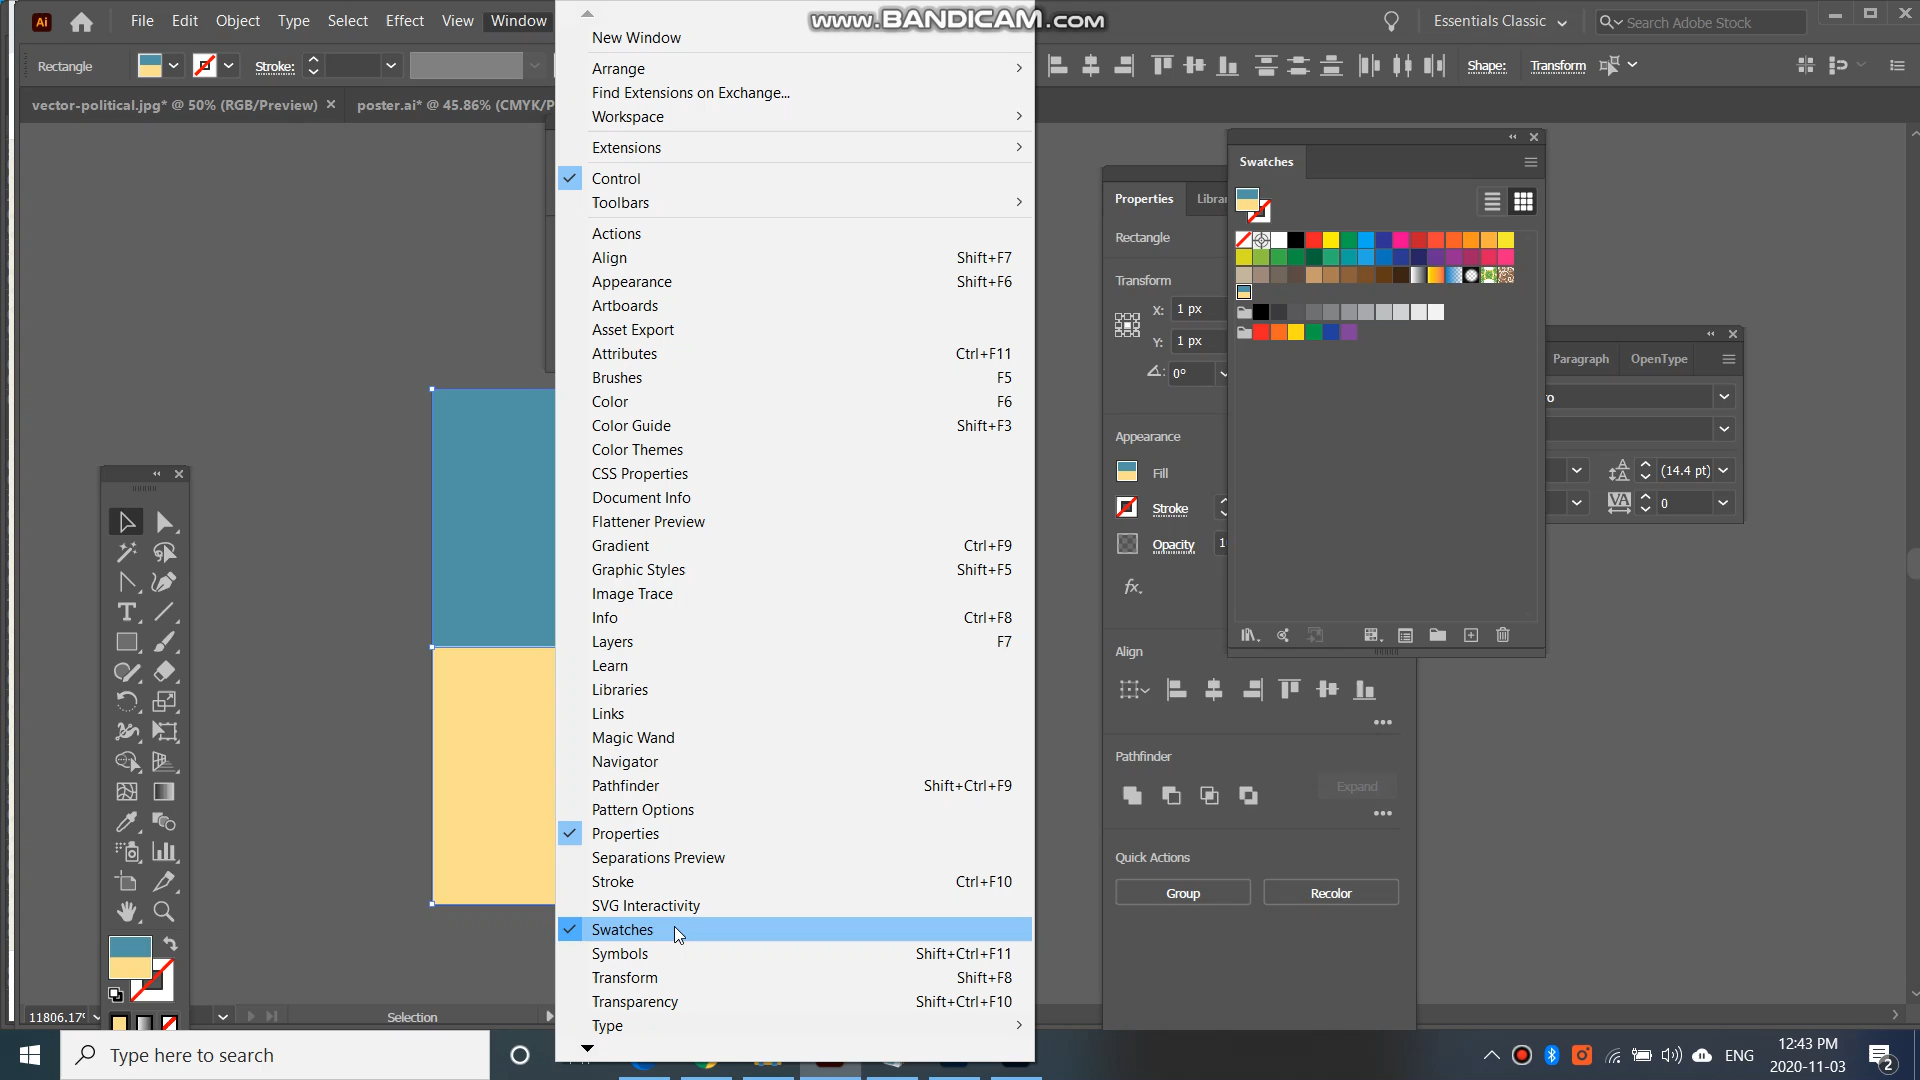 www.BANDICAM.com
Ai File Edit Object Type Select Effect View Window
Essentials Classic
Search Adobe Stock
Rectangle
Stroke:
Shape:
Transform
vector-political.jpg* @ 50% (RGB/Preview) ×
poster.ai* @ 45.86% (CMYK/P
New Window
Arrange
Find Extensions on Exchange...
Workspace
Extensions
Control
Toolbars
Actions
Align Shift+F7
Appearance Shift+F6
Artboards
Asset Export
Attributes Ctrl+F11
Brushes F5
Color F6
Color Guide Shift+F3
Color Themes
CSS Properties
Document Info
Flattener Preview
Gradient Ctrl+F9
Graphic Styles Shift+F5
Image Trace
Info Ctrl+F8
Layers F7
Learn
Libraries
Links
Magic Wand
Navigator
Pathfinder Shift+Ctrl+F9
Pattern Options
Properties
Separations Preview
Stroke Ctrl+F10
SVG Interactivity
Swatches
Symbols Shift+Ctrl+F11
Transform Shift+F8
Transparency Shift+Ctrl+F10
Type
Properties Librar
Rectangle
Transform
X: 1 px
Y: 1 px
0°
Appearance
Fill
Stroke
Opacity 1
fx.
Align
Pathfinder
Expand
Quick Actions
Group
Recolor
Swatches
Paragraph OpenType
ro
(14.4 pt)
0
11806.17%
Selection
Type here to search
ENG
12:43 PM
2020-11-03
2